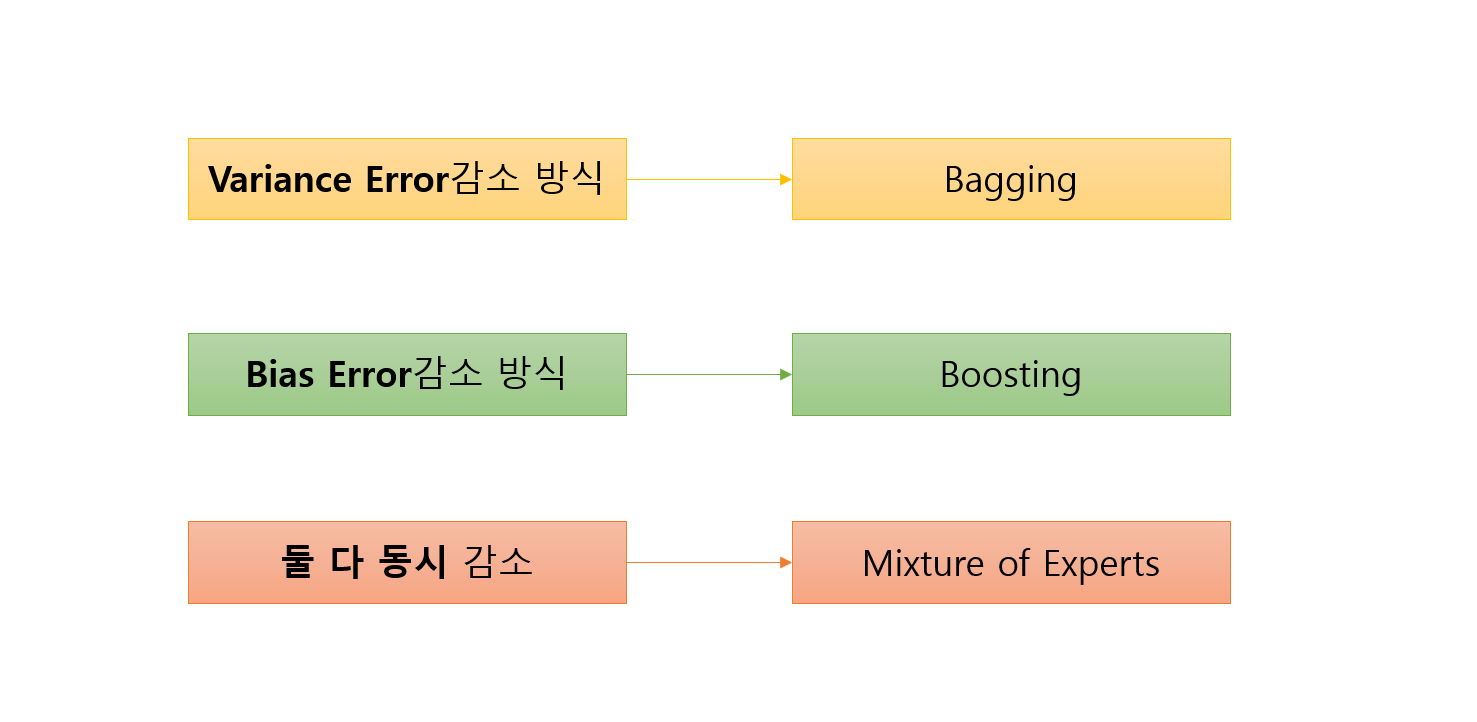 Variance Error감소 방식
Bagging
Bias Error감소 방식
Boosting
둘 다 동시 감소
Mixture of Experts